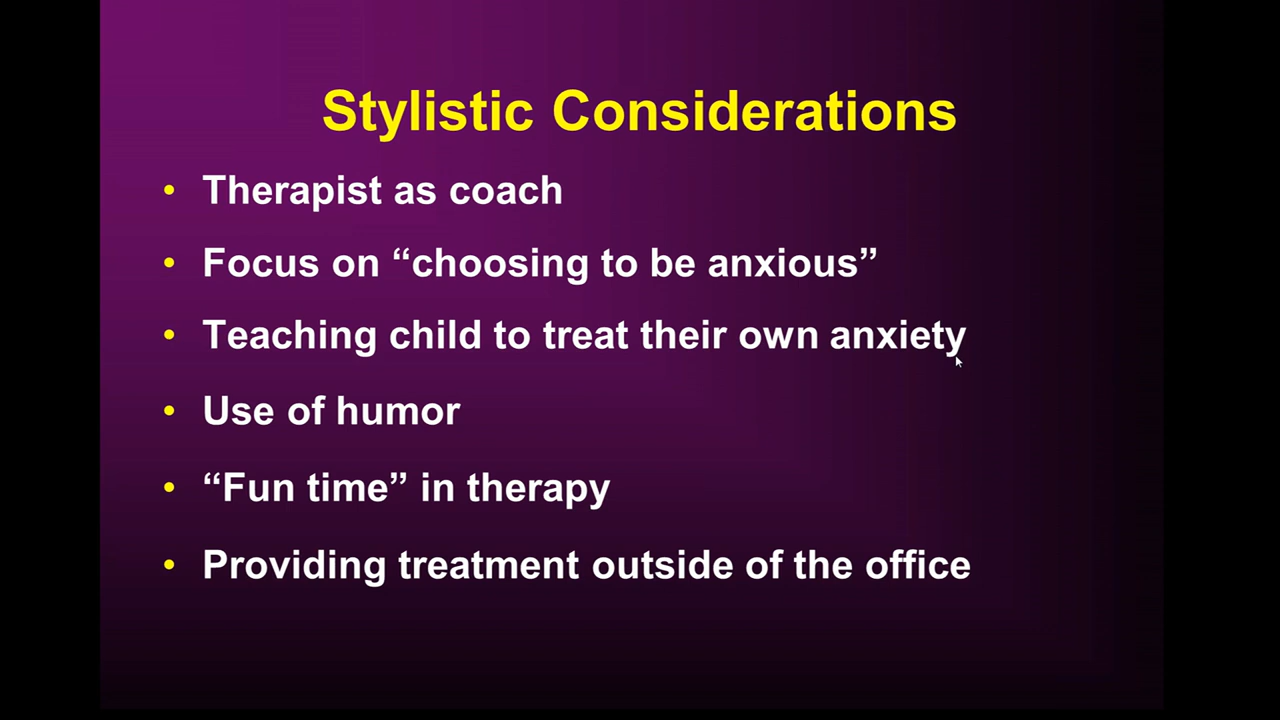 Stylistic Considerations
• Therapist as coach
• Focus on “choosing to be anxious”
• Teaching child to treat their own anxiety
• Use of humor
• “Fun time” in therapy
• Providing treatment outside of the office